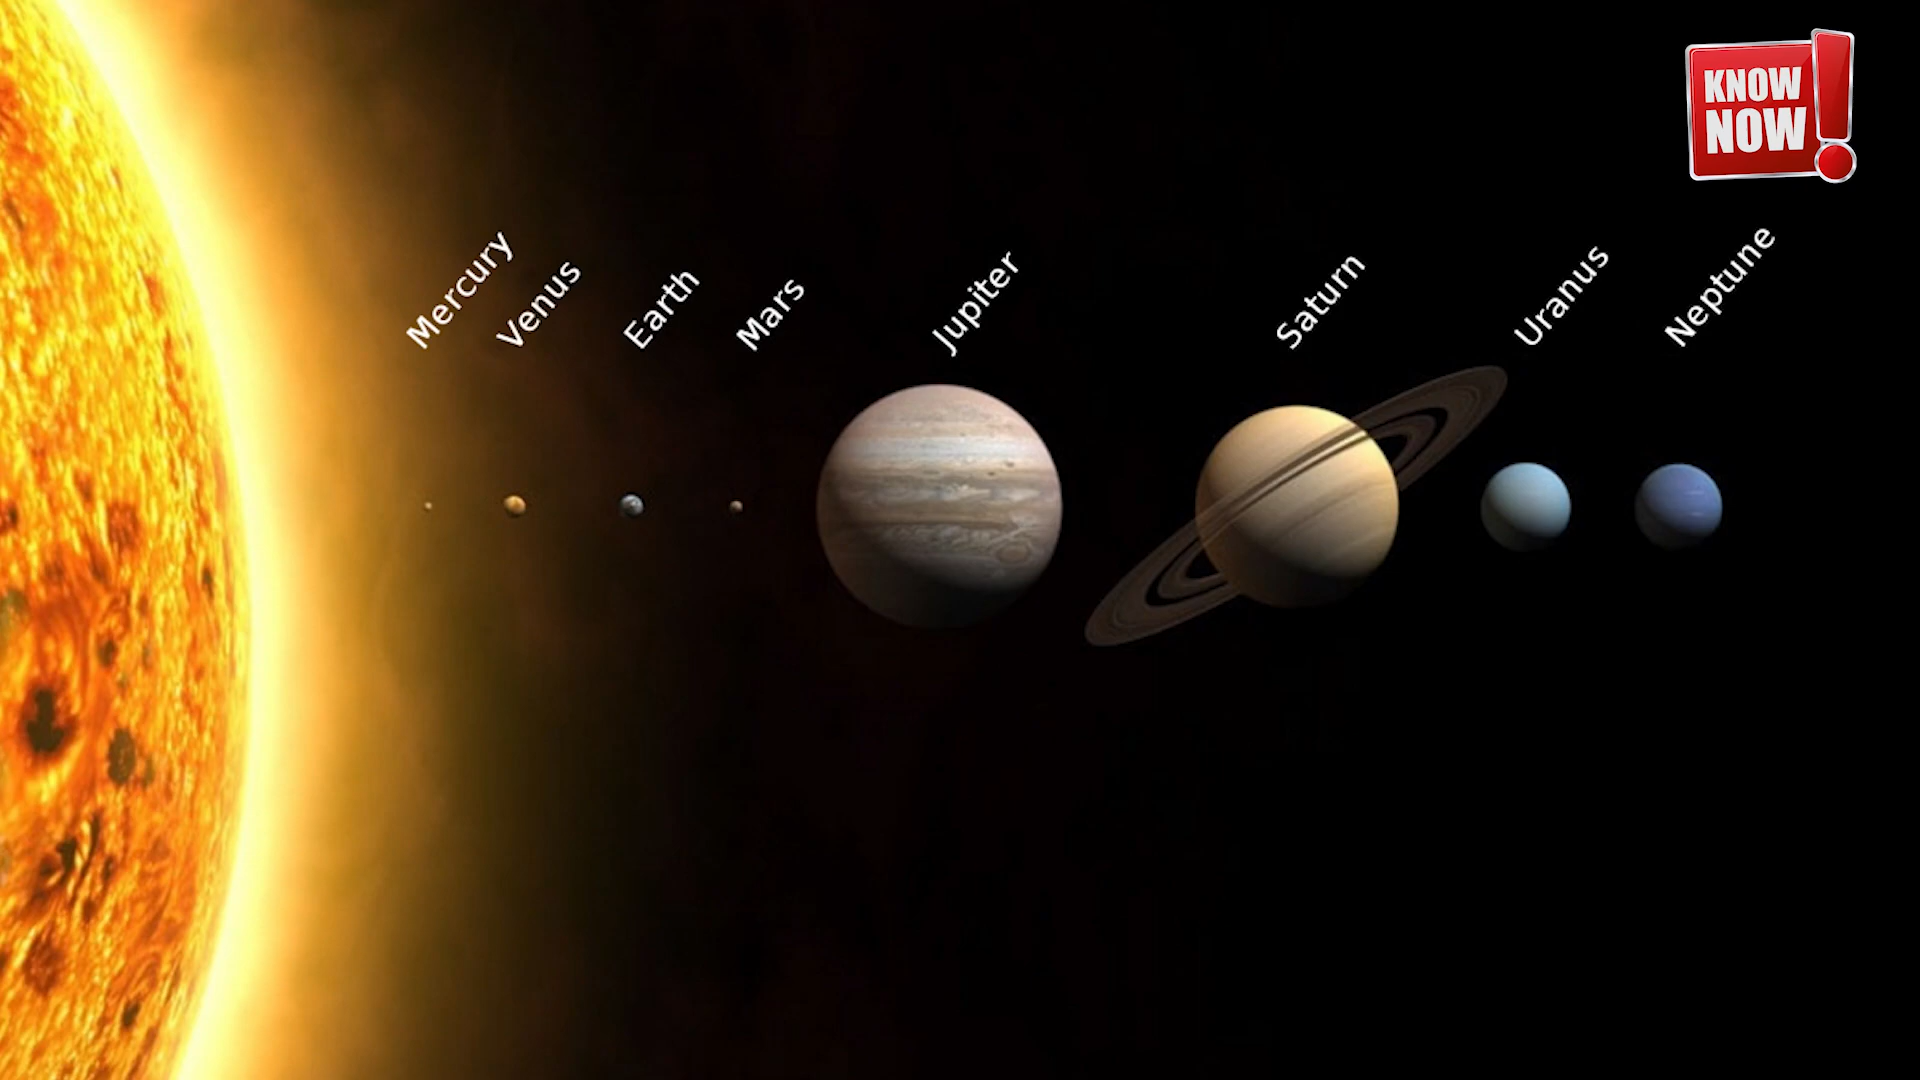 KNOW
NOW
Mercury
Venus
Earth
Mars
Jupiter
Saturn
Uranus
Neptune